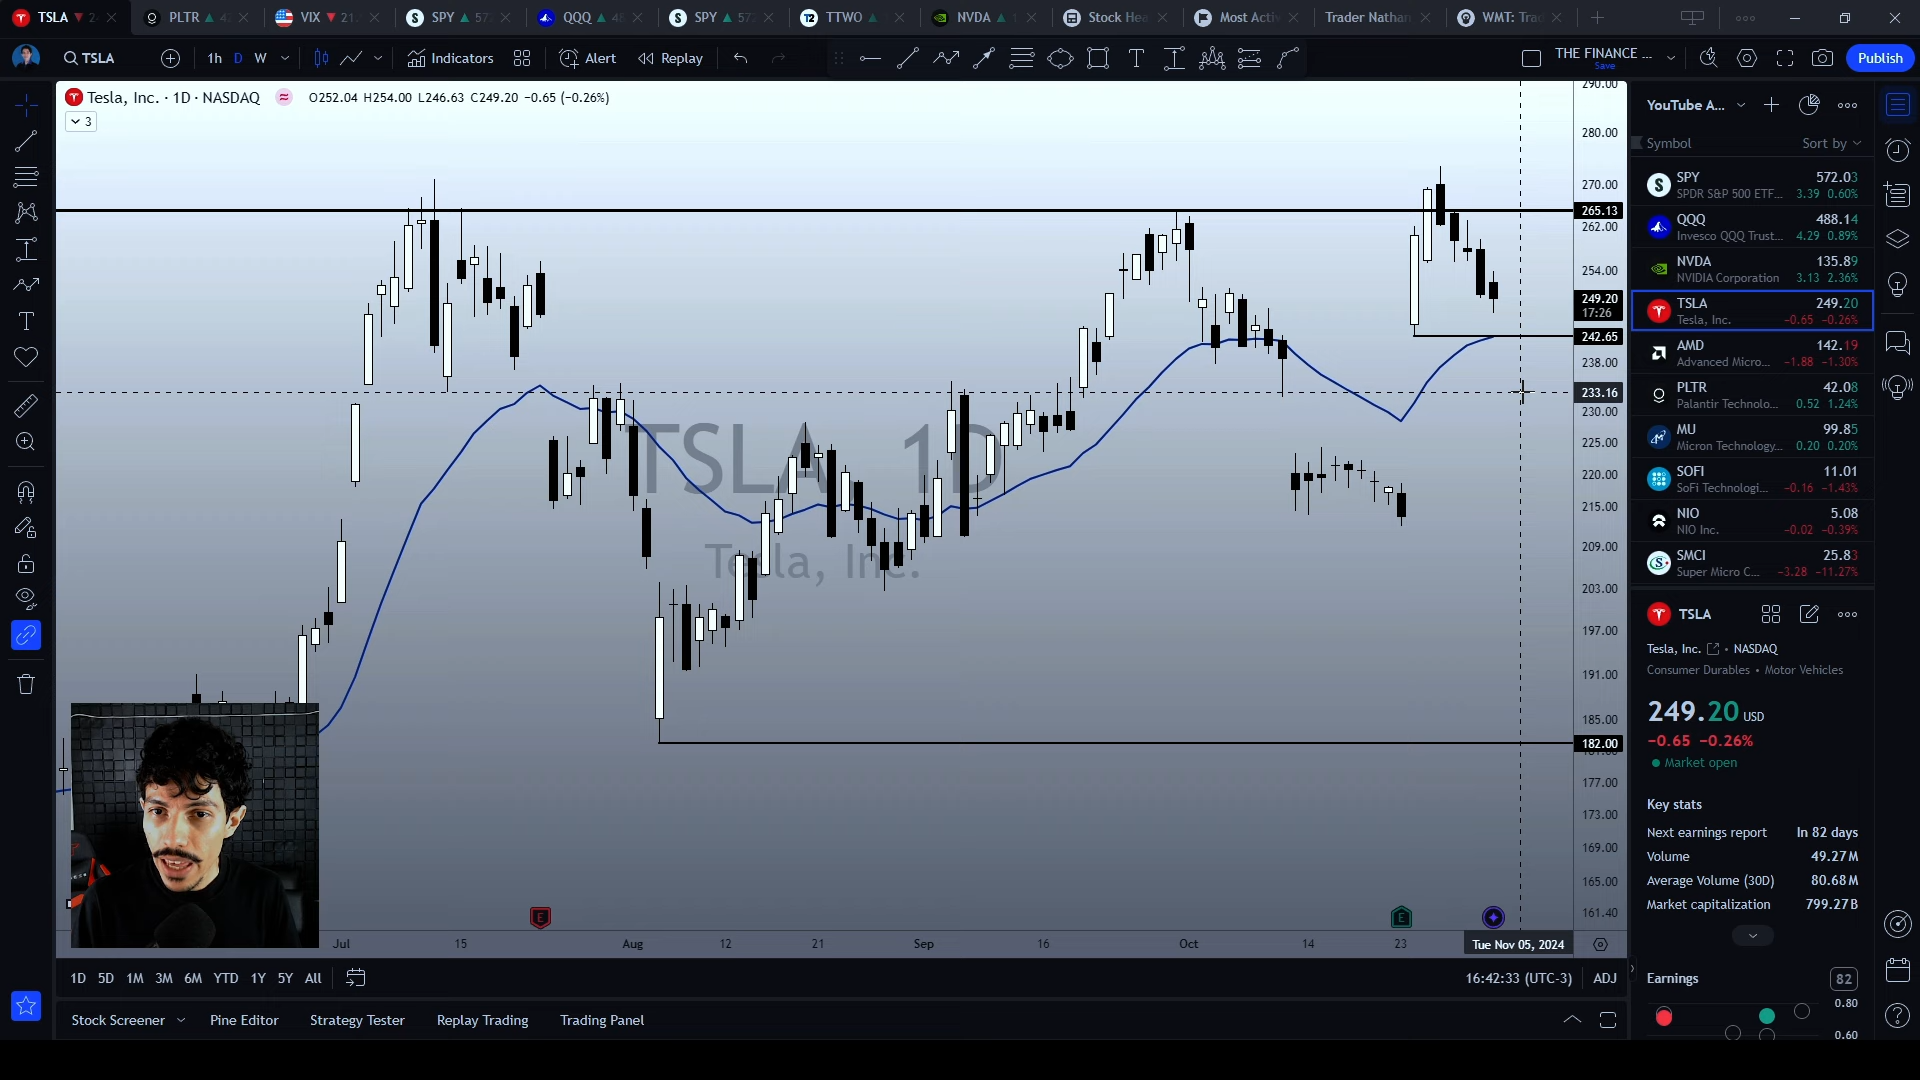 TSLA PLTR VIX SPY QQQ SPY TTWO NVDA Stock Hea Most Activ Trader Nathan WMT: Trad
TSLA 1h D W Indicators Alert Replay THE FINANCE ... Save Publish
Tesla, Inc. · 1D · NASDAQ O252.04 H254.00 L246.63 C249.20 −0.65 (−0.26%)
3
290.00
280.00
270.00
265.13
262.00
254.00
249.20
17:26
242.65
238.00
233.16
230.00
225.00
220.00
215.00
209.00
203.00
197.00
191.00
185.00
182.00
177.00
173.00
169.00
165.00
161.40
TSLA, 1D
Tesla, Inc.
E E
Jul 15 Aug 12 21 Sep 16 Oct 14 23 Tue Nov 05, 2024
1D 5D 1M 3M 6M YTD 1Y 5Y All 16:42:33 (UTC-3) ADJ
Stock Screener Pine Editor Strategy Tester Replay Trading Trading Panel
YouTube A...
Symbol Sort by
SPY 572.03
SPDR S&P 500 ETF... 3.39 0.60%
QQQ 488.14
Invesco QQQ Trust... 4.29 0.89%
NVDA 135.89
NVIDIA Corporation 3.13 2.36%
TSLA 249.20
Tesla, Inc. −0.65 −0.26%
AMD 142.19
Advanced Micro... −1.88 −1.30%
PLTR 42.08
Palantir Technolo... 0.52 1.24%
MU 99.85
Micron Technology... 0.20 0.20%
SOFI 11.01
SoFi Technologi... −0.16 −1.43%
NIO 5.08
NIO Inc. −0.02 −0.39%
SMCI 25.83
Super Micro C... −3.28 −11.27%
TSLA
Tesla, Inc. • NASDAQ
Consumer Durables • Motor Vehicles
249.20 USD
−0.65 −0.26%
Market open
Key stats
Next earnings report In 82 days
Volume 49.27M
Average Volume (30D) 80.68M
Market capitalization 799.27B
Earnings 82
0.80
0.60